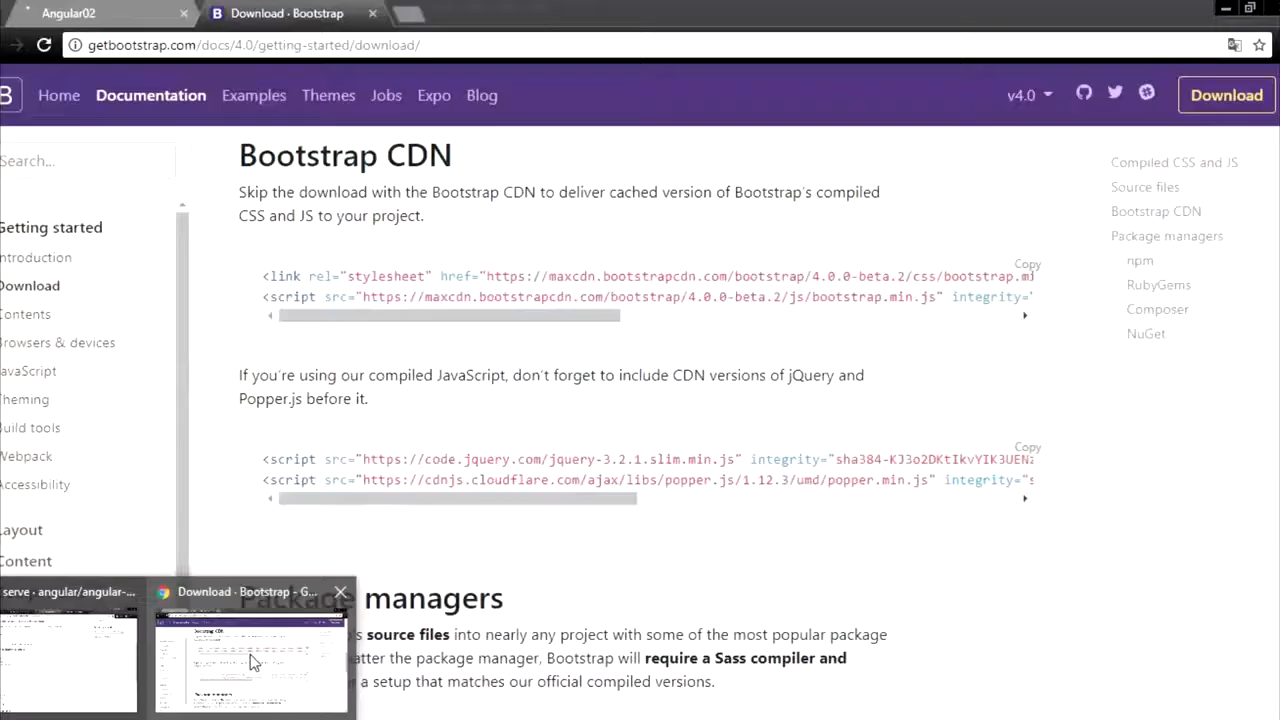 Angular02
B Download · Bootstrap
getbootstrap.com/docs/4.0/getting-started/download/
B Home Documentation Examples Themes Jobs Expo Blog v4.0 Download
Search...
Getting started
ntroduction
Download
Contents
Browsers & devices
avaScript
Theming
Build tools
Webpack
Accessibility
Layout
Content
Bootstrap CDN
Skip the download with the Bootstrap CDN to deliver cached version of Bootstrap's compiled
CSS and JS to your project.
Copy
<link rel="stylesheet" href="https://maxcdn.bootstrapcdn.com/bootstrap/4.0.0-beta.2/css/bootstrap.mi
<script src="https://maxcdn.bootstrapcdn.com/bootstrap/4.0.0-beta.2/js/bootstrap.min.js" integrity="
If you're using our compiled JavaScript, don't forget to include CDN versions of jQuery and
Popper.js before it.
Copy
<script src="https://code.jquery.com/jquery-3.2.1.slim.min.js" integrity="sha384-KJ3o2DKtIkvYIK3UENz
<script src="https://cdnjs.cloudflare.com/ajax/libs/popper.js/1.12.3/umd/popper.min.js" integrity="s
Package managers
's source files into nearly any project with some of the most popular package
atter the package manager, Bootstrap will require a Sass compiler and
a setup that matches our official compiled versions.
Compiled CSS and JS
Source files
Bootstrap CDN
Package managers
npm
RubyGems
Composer
NuGet
serve - angular/angular-...
Download · Bootstrap - G...
Bootstrap CDN